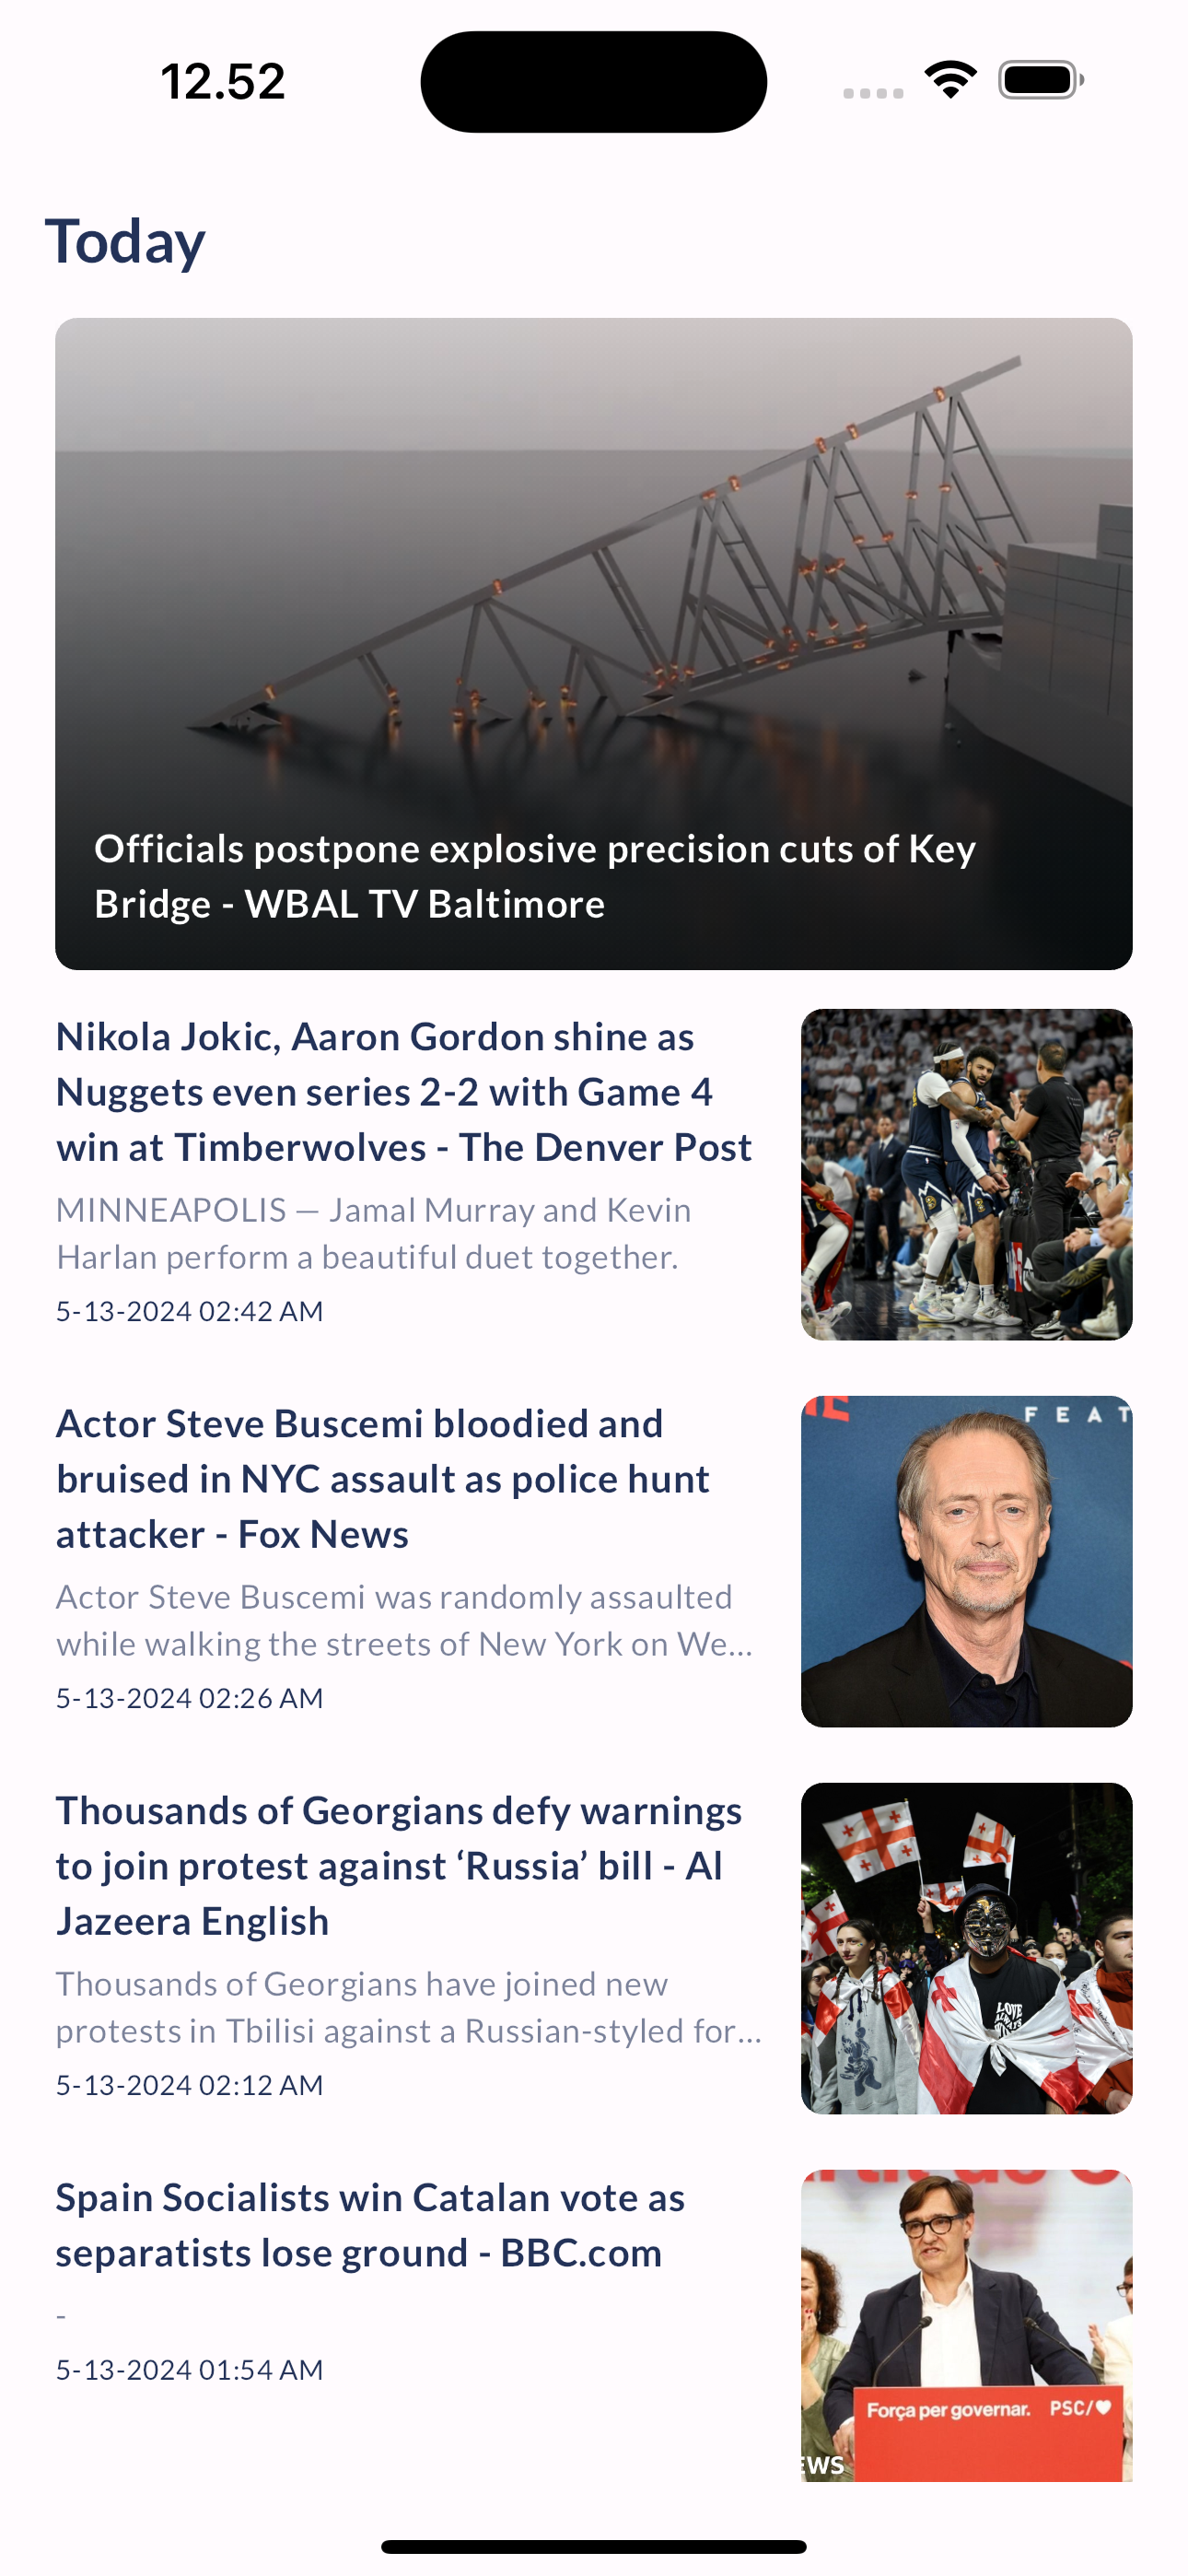 12.52
Today
Officials postpone explosive precision cuts of Key
Bridge - WBAL TV Baltimore
Nikola Jokic, Aaron Gordon shine as
Nuggets even series 2-2 with Game 4
win at Timberwolves - The Denver Post
MINNEAPOLIS — Jamal Murray and Kevin
Harlan perform a beautiful duet together.
5-13-2024 02:42 AM
Actor Steve Buscemi bloodied and
bruised in NYC assault as police hunt
attacker - Fox News
Actor Steve Buscemi was randomly assaulted
while walking the streets of New York on We...
5-13-2024 02:26 AM
FEAT
Thousands of Georgians defy warnings
to join protest against ‘Russia’ bill - Al
Jazeera English
Thousands of Georgians have joined new
protests in Tbilisi against a Russian-styled for...
5-13-2024 02:12 AM
LOVE
Spain Socialists win Catalan vote as
separatists lose ground - BBC.com
-
5-13-2024 01:54 AM
Força per governar. PSC/♥
EWS